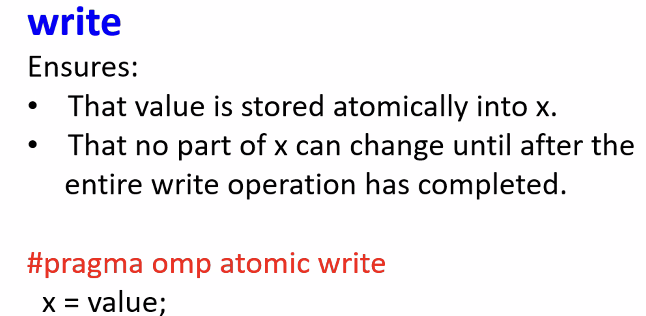 write
Ensures:
• That value is stored atomically into x.
• That no part of x can change until after the
entire write operation has completed.
#pragma omp atomic write
x = value;